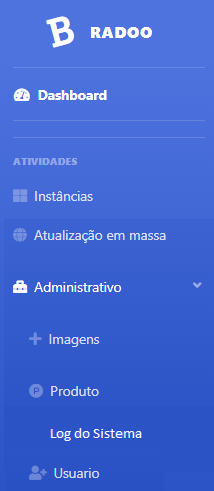 B RADOO
Dashboard
ATIVIDADES
Instâncias
Atualização em massa
Administrativo
Imagens
P Produto
Log do Sistema
Usuario